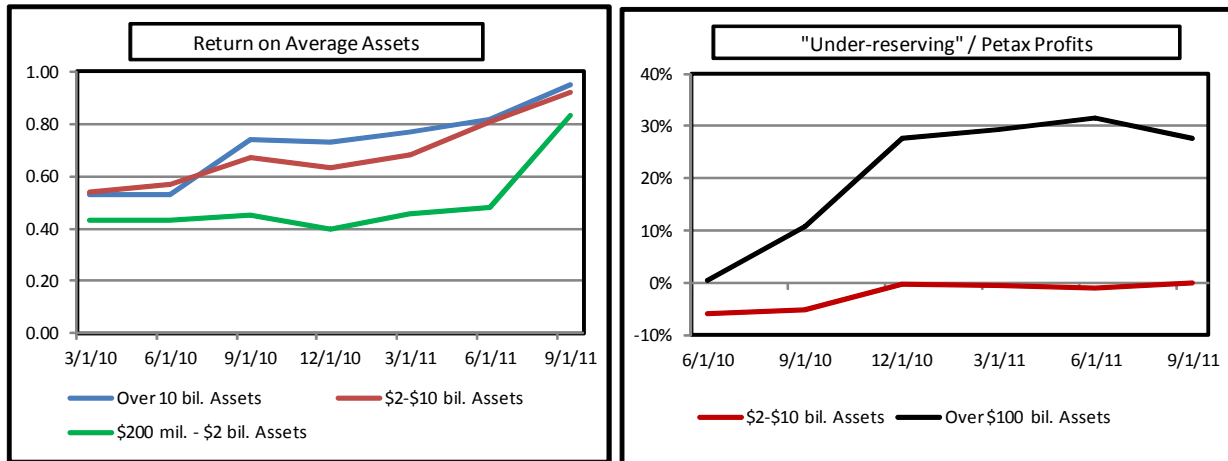 Return on Average Assets
1.00
0.80
0.60
0.40
0.20
0.00
3/1/10 6/1/10 9/1/10 12/1/10 3/1/11 6/1/11 9/1/11
Over 10 bil. Assets $2-$10 bil. Assets
$200 mil. - $2 bil. Assets
"Under-reserving" / Petax Profits
40%
30%
20%
10%
0%
-10%
6/1/10 9/1/10 12/1/10 3/1/11 6/1/11 9/1/11
$2-$10 bil. Assets Over $100 bil. Assets